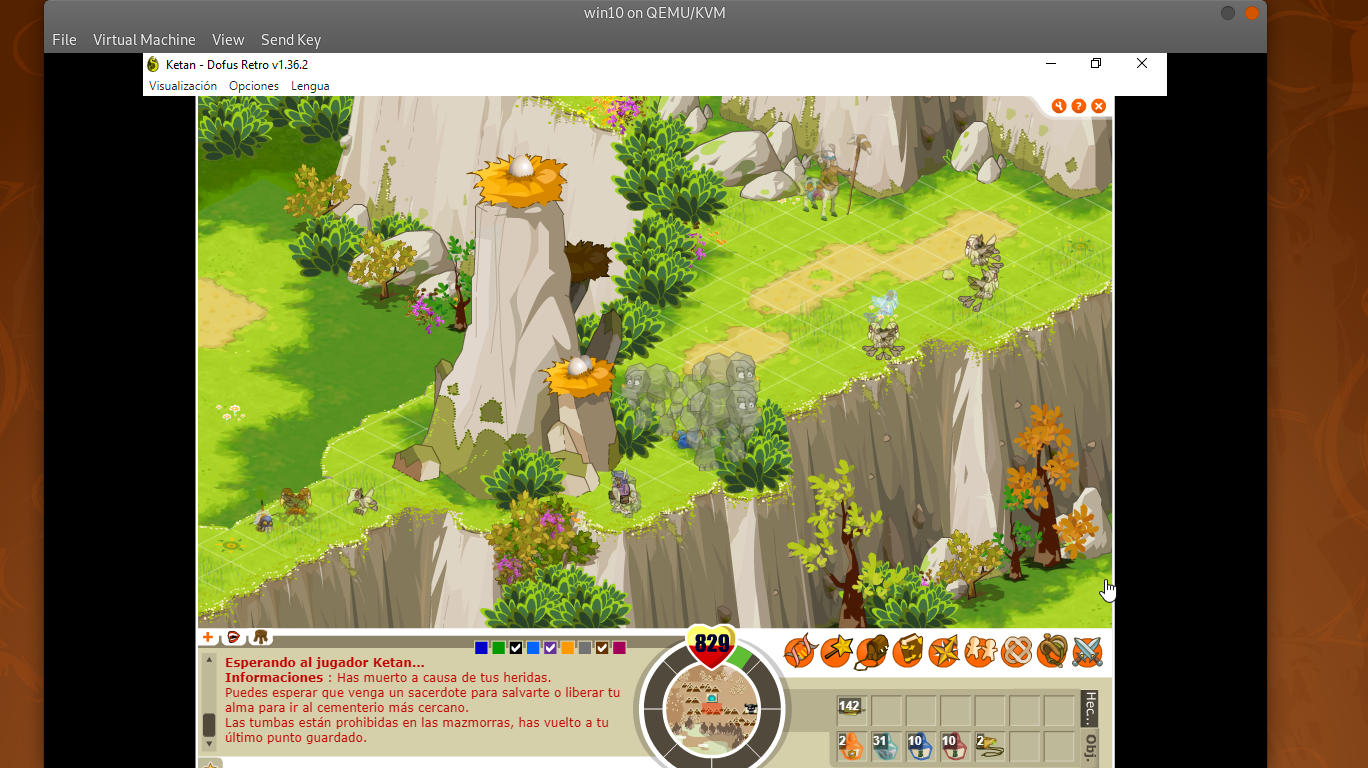 win10 on QEMU/KVM
File Virtual Machine View Send Key
Ketan - Dofus Retro v1.36.2
Visualización Opciones Lengua
829
Esperando al jugador Ketan...
Informaciones : Has muerto a causa de tus heridas.
Puedes esperar que venga un sacerdote para salvarte o liberar tu
alma para ir al cementerio más cercano.
Las tumbas están prohibidas en las mazmorras, has vuelto a tu
último punto guardado.
142
Hec...
2 31 10 10 2
Obj.